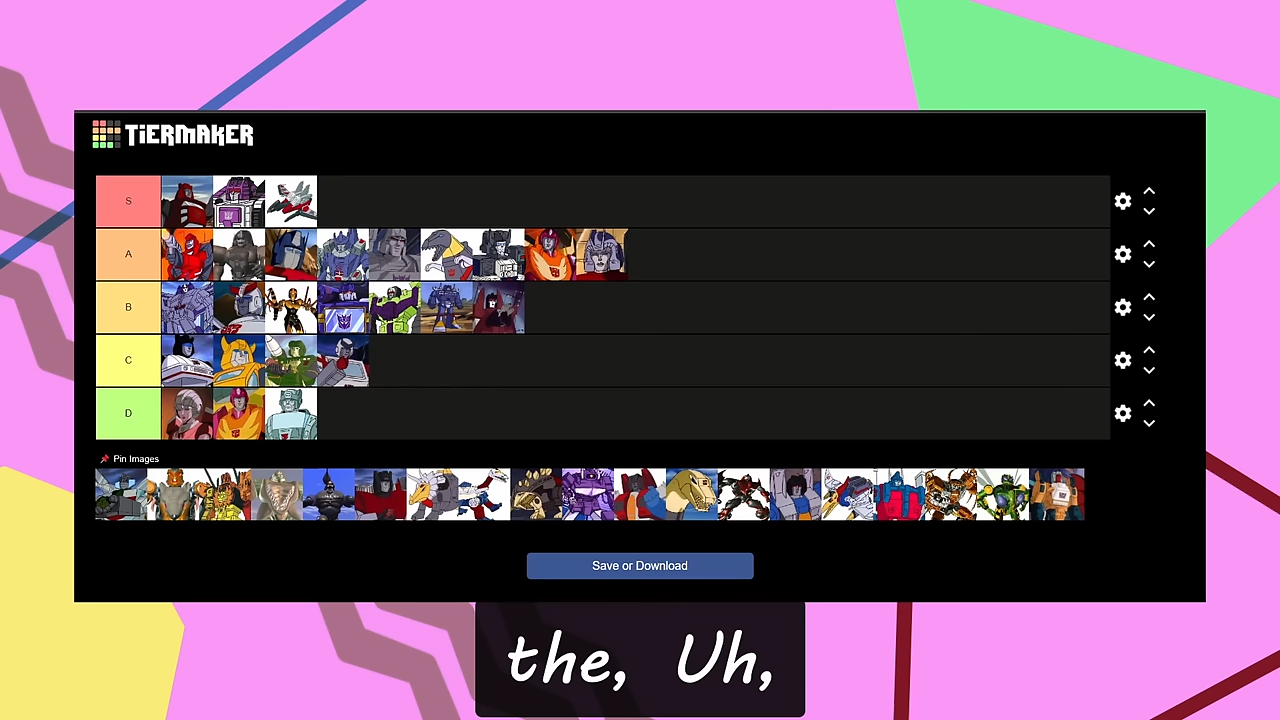 TiERMAKER
S
A
B
C
D
Pin Images
Save or Download
the, Uh,